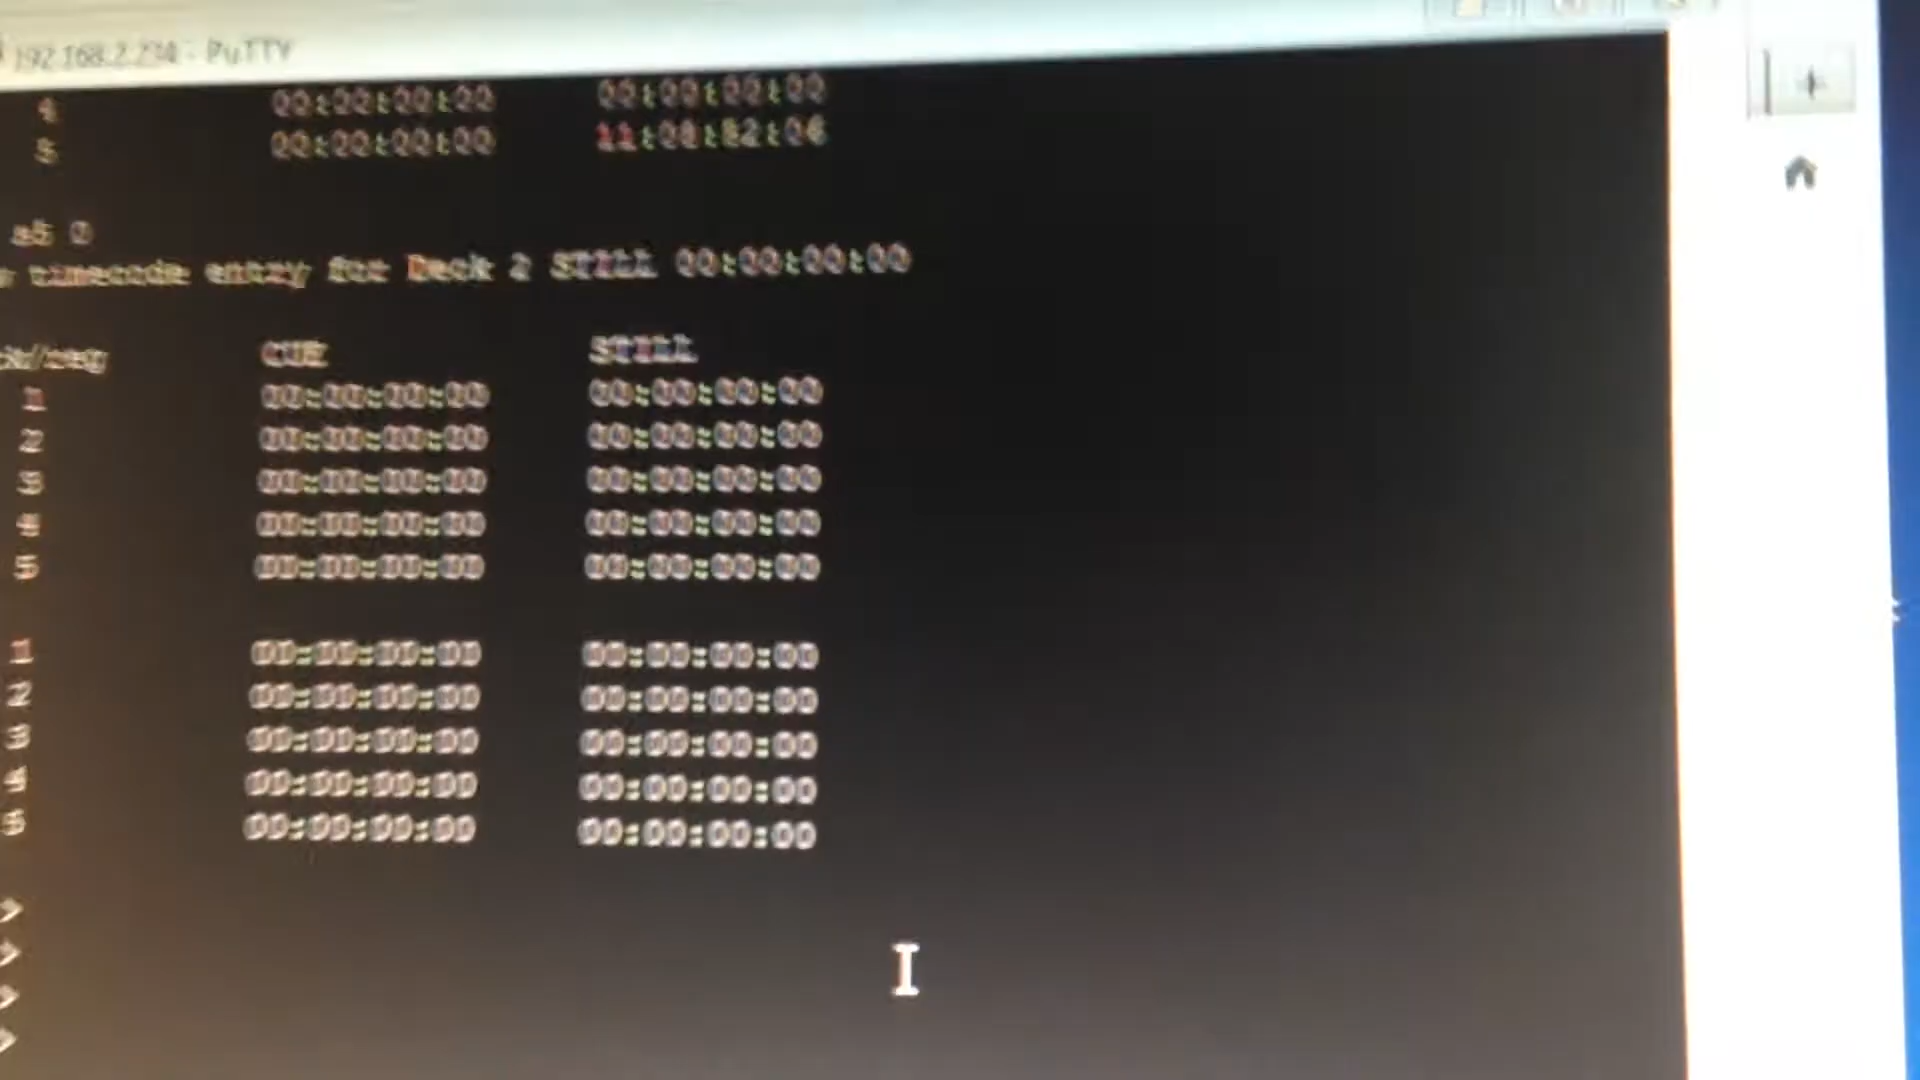 192.168.2.234 - PuTTY
4 00:00:00:00 00:00:00:00
5 00:00:00:00 11:08:52:06
s5 0
timecode entry for Deck 2 STILL 00:00:00:00
ck/reg CUE STILL
1 00:00:00:00 00:00:00:00
2 00:00:00:00 00:00:00:00
3 00:00:00:00 00:00:00:00
4 00:00:00:00 00:00:00:00
5 00:00:00:00 00:00:00:00
1 00:00:00:00 00:00:00:00
2 00:00:00:00 00:00:00:00
3 00:00:00:00 00:00:00:00
4 00:00:00:00 00:00:00:00
5 00:00:00:00 00:00:00:00
>
>
>
>